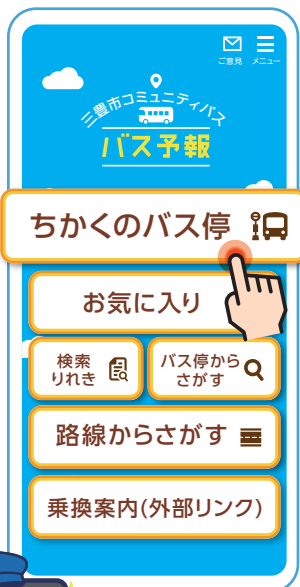 ご意見 メニュー
三豊市コミュニティバス
バス予報
ちかくのバス停
お気に入り
検索
りれき
バス停から
さがす
路線からさがす
乗換案内(外部リンク)